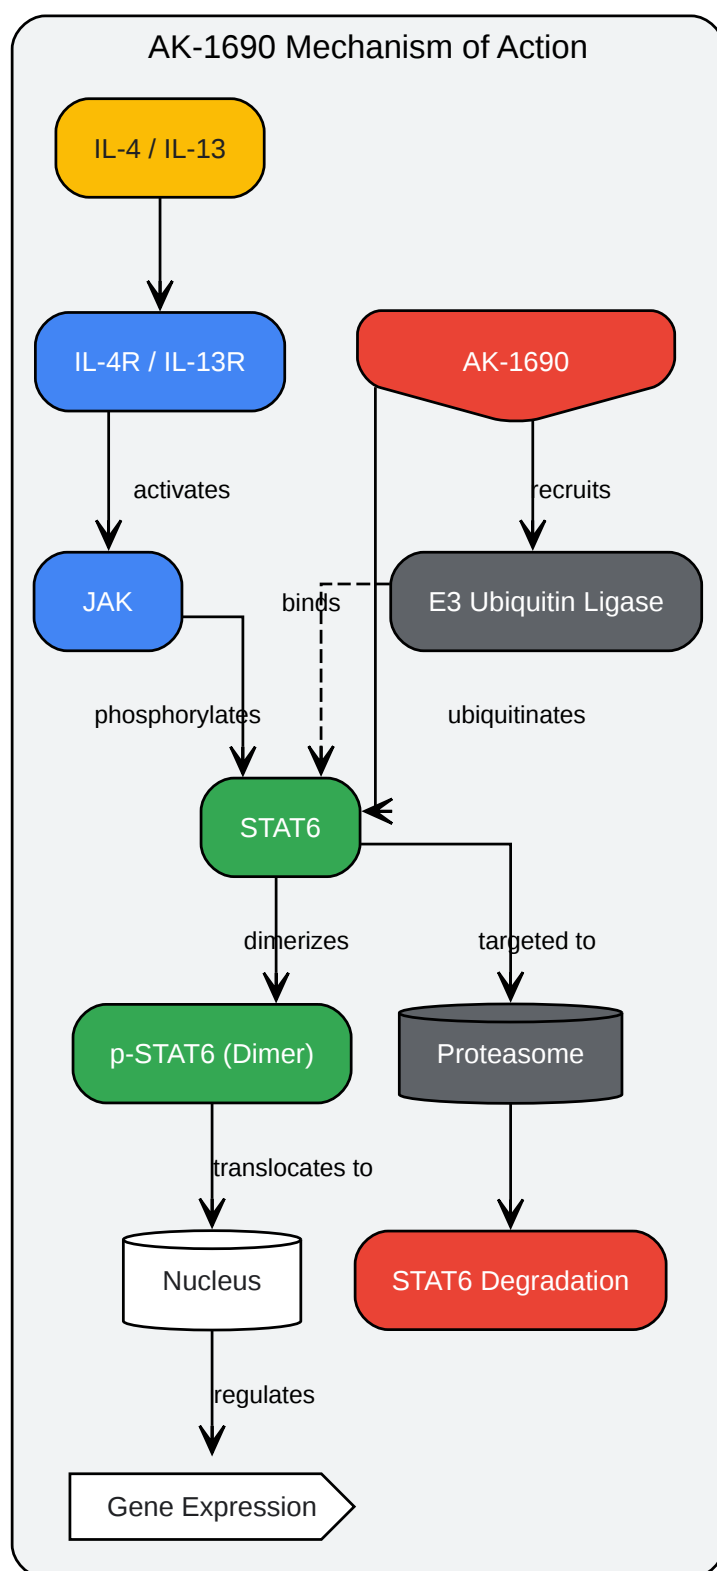 AK-1690 Mechanism of Action
IL-4 / IL-13
IL-4R / IL-13R
AK-1690
activates
recruits
JAK
binds
E3 Ubiquitin Ligase
phosphorylates
ubiquitinates
STAT6
dimerizes
targeted to
p-STAT6 (Dimer)
Proteasome
translocates to
Nucleus
STAT6 Degradation
regulates
Gene Expression